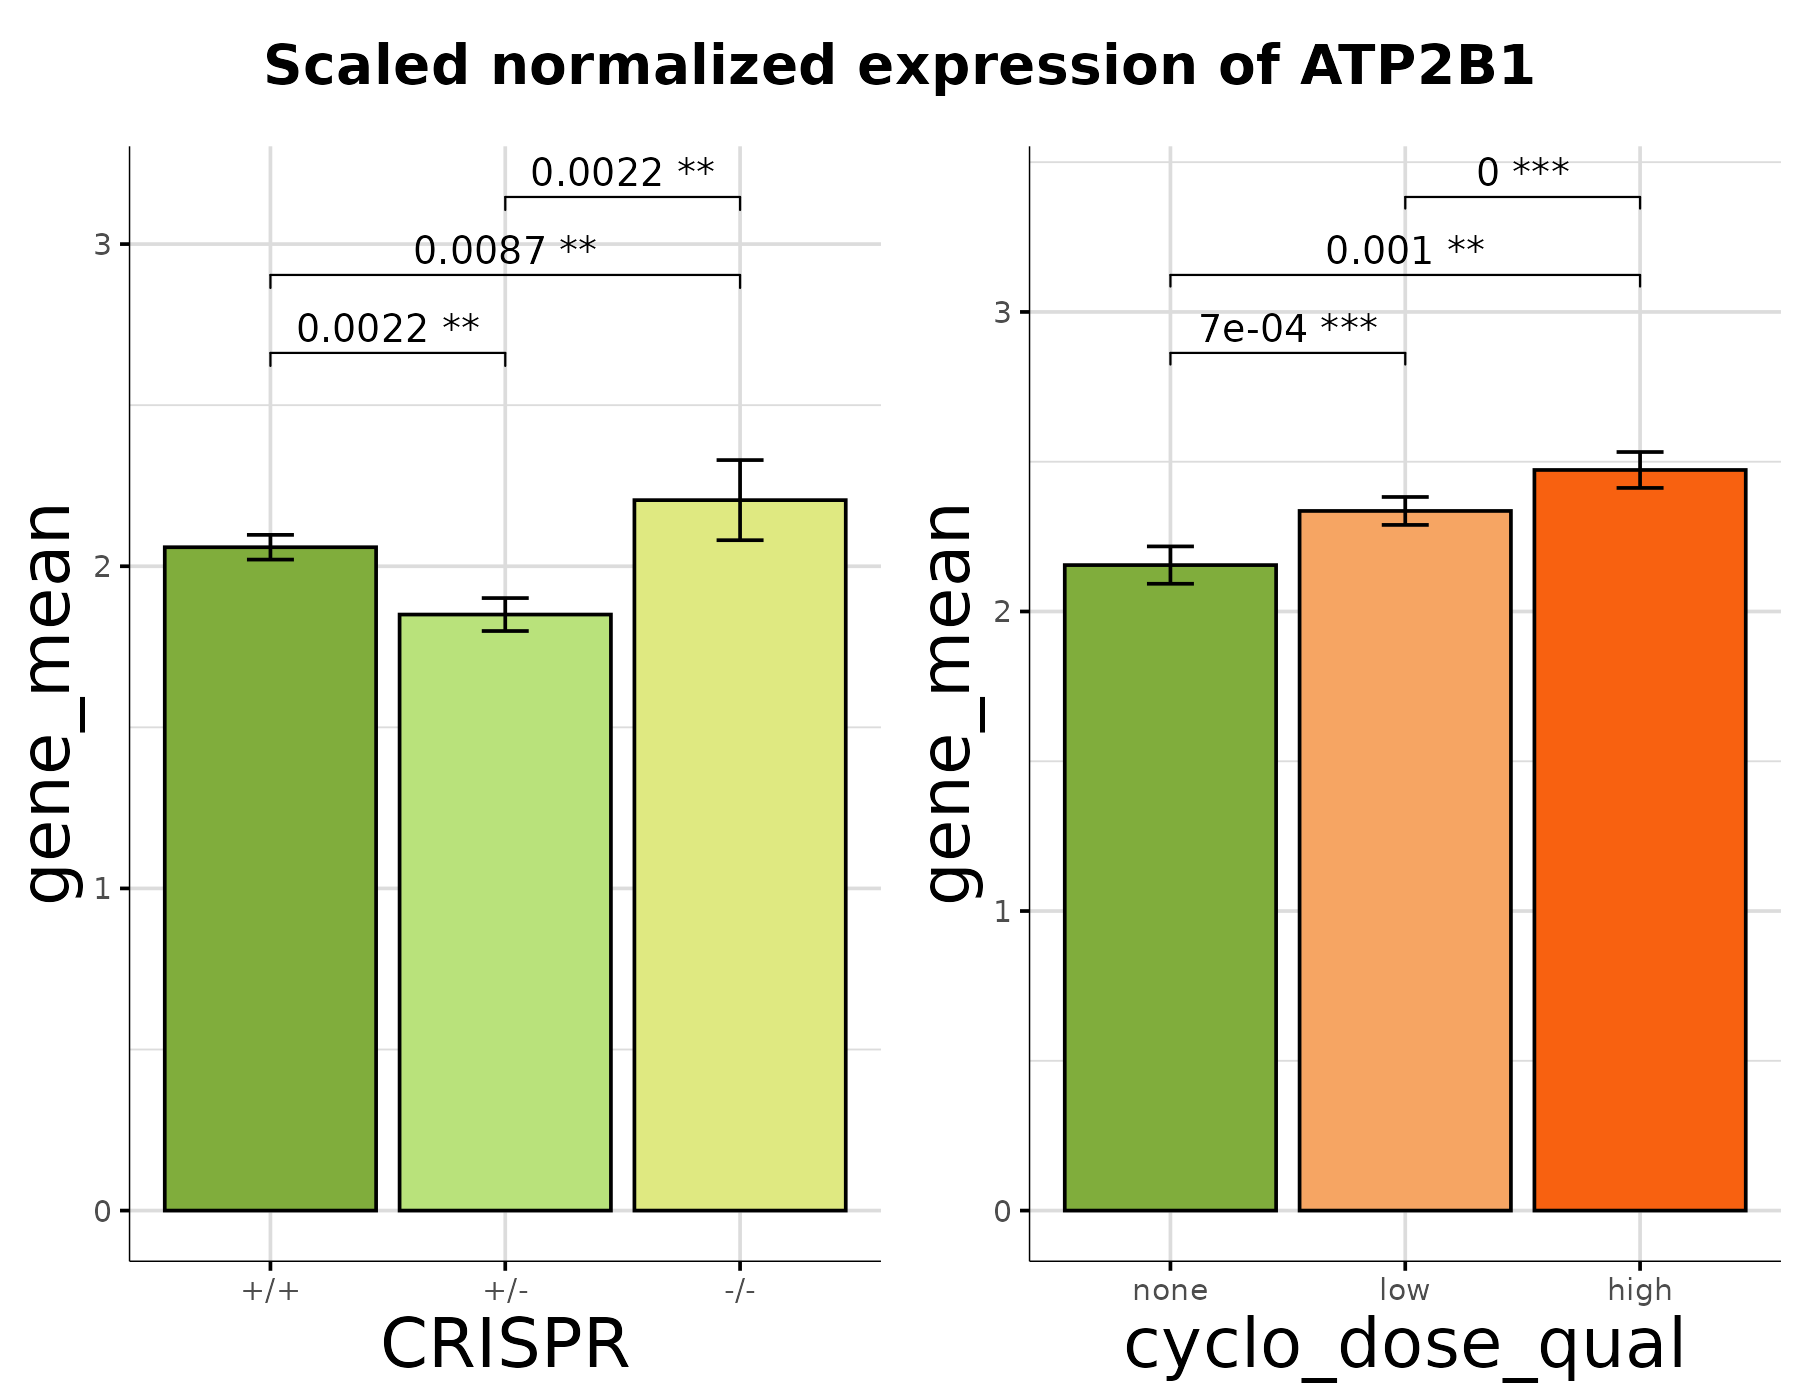 Scaled normalized expression of ATP2B1
gene_mean
3
2
1
0
0.0022 **
0.0087 **
0.0022 **
+/+
+/-
-/-
CRISPR
gene_mean
3
2
1
0
0 ***
0.001 **
7e-04 ***
none
low
high
cyclo_dose_qual